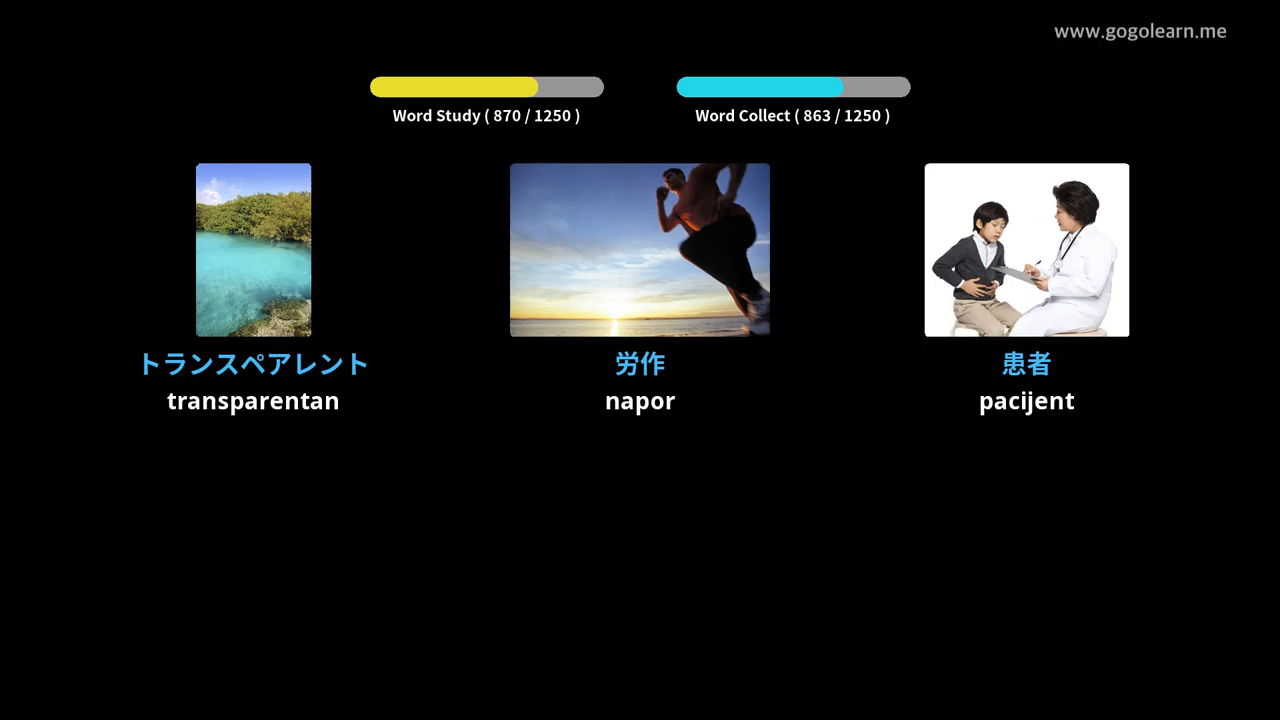 www.gogolearn.me
Word Study ( 870 / 1250 )
Word Collect ( 863 / 1250 )
トランスペアレント
労作
患者
transparentan
napor
pacijent